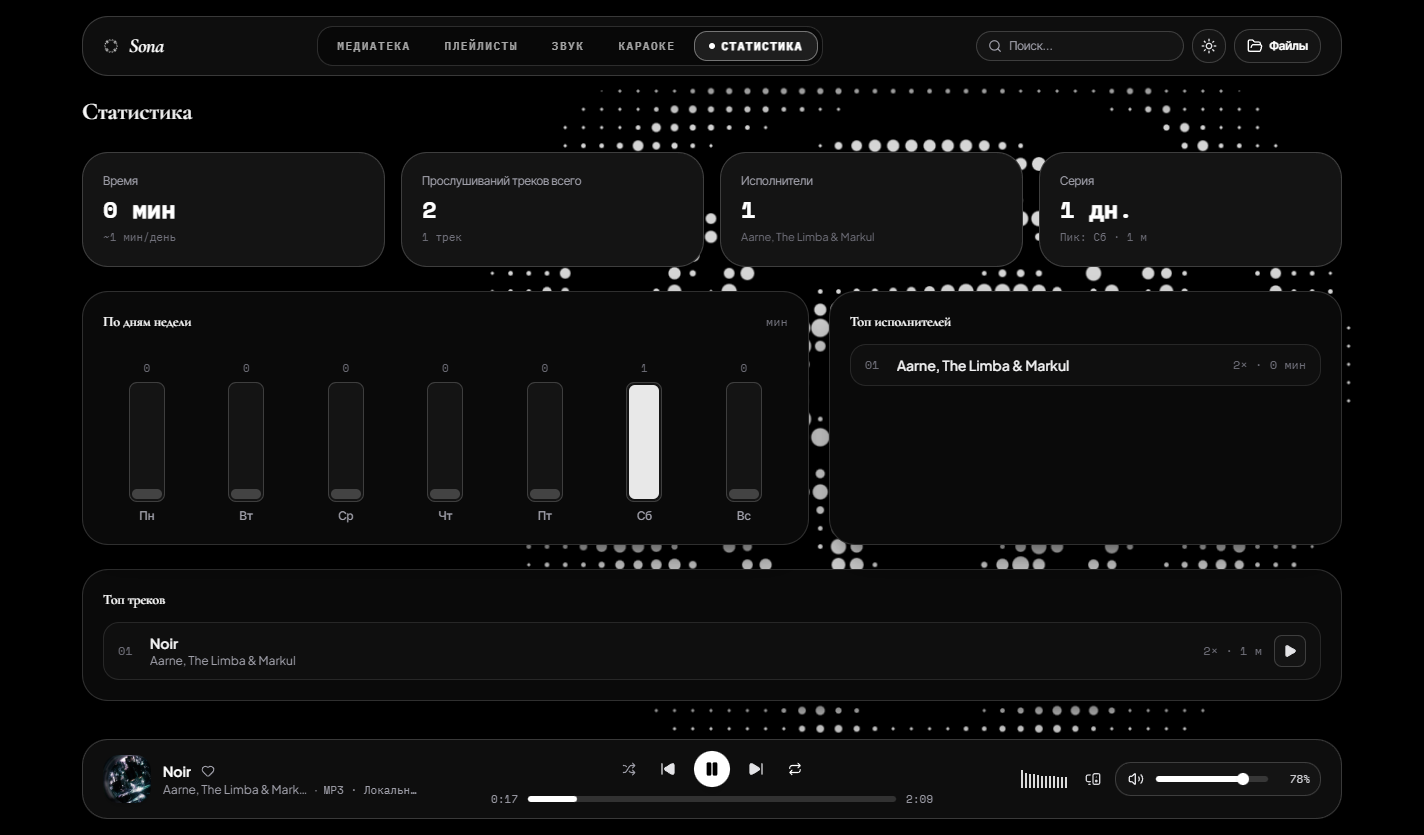 Sona
МЕДИАТЕКА
ПЛЕЙЛИСТЫ
ЗВУК
КАРАОКЕ
СТАТИСТИКА
Поиск...
Файлы
Статистика
Время
0 мин
~1 мин/день
Прослушиваний треков всего
2
1 трек
Исполнители
1
Aarne, The Limba & Markul
Серия
1 дн.
Пик: Сб · 1 м
По дням недели
мин
0 0 0 0 0 1 0
Пн Вт Ср Чт Пт Сб Вс
Топ исполнителей
01 Aarne, The Limba & Markul 2× · 0 мин
Топ треков
01 Noir
Aarne, The Limba & Markul
2× · 1 м
Noir
Aarne, The Limba & Mark... · MP3 · Локальн…
0:17
2:09
78%